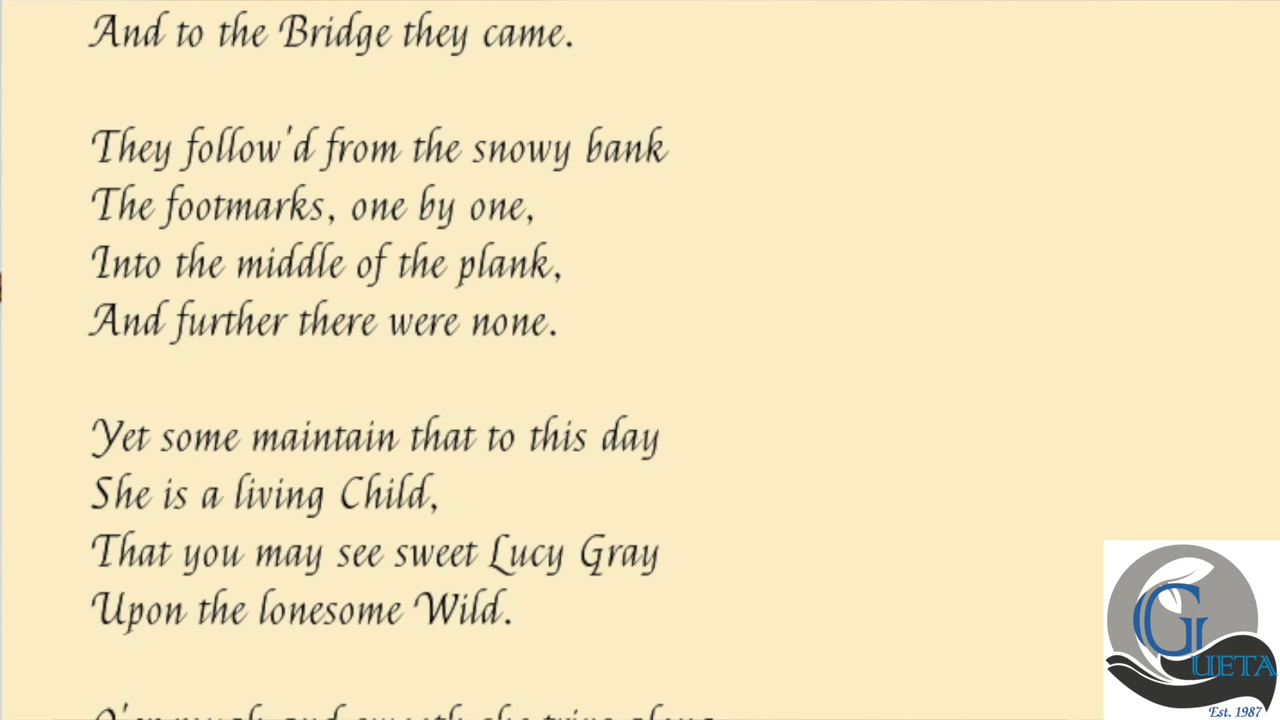 And to the Bridge they came.
They follow'd from the snowy bank
The footmarks, one by one,
Into the middle of the plank,
And further there were none.
Yet some maintain that to this day
She is a living Child,
That you may see sweet Lucy Gray
Upon the lonesome Wild.
GUETA
Est. 1987